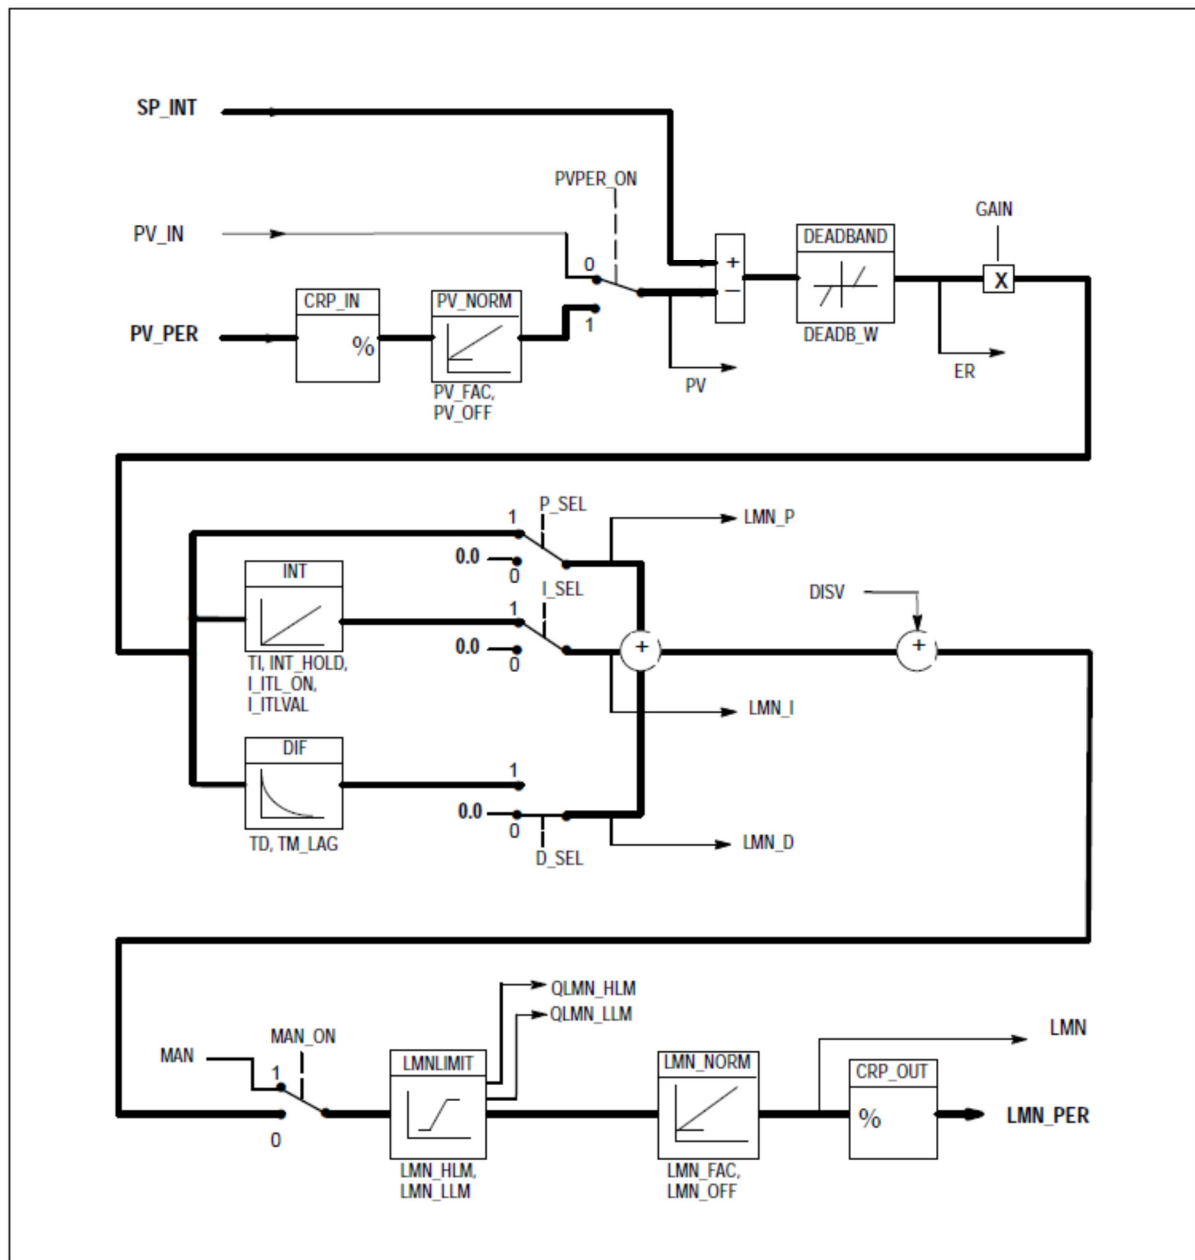 SP_INT
PVPER_ON
GAIN
PV_IN
DEADBAND
0
+
−
X
CRP_IN
PV_NORM
PV_PER
%
1
DEADB_W
ER
PV
PV_FAC,
PV_OFF
P_SEL
1
LMN_P
0.0
0
INT
I_SEL
DISV
1
0.0
0
+
+
TI, INT_HOLD,
I_ITL_ON,
I_ITLVAL
LMN_I
DIF
1
0.0
0
TD, TM_LAG
D_SEL
LMN_D
QLMN_HLM
QLMN_LLM
MAN_ON
LMN
MAN
LMNLIMIT
LMN_NORM
CRP_OUT
1
%
LMN_PER
0
LMN_HLM,
LMN_LLM
LMN_FAC,
LMN_OFF